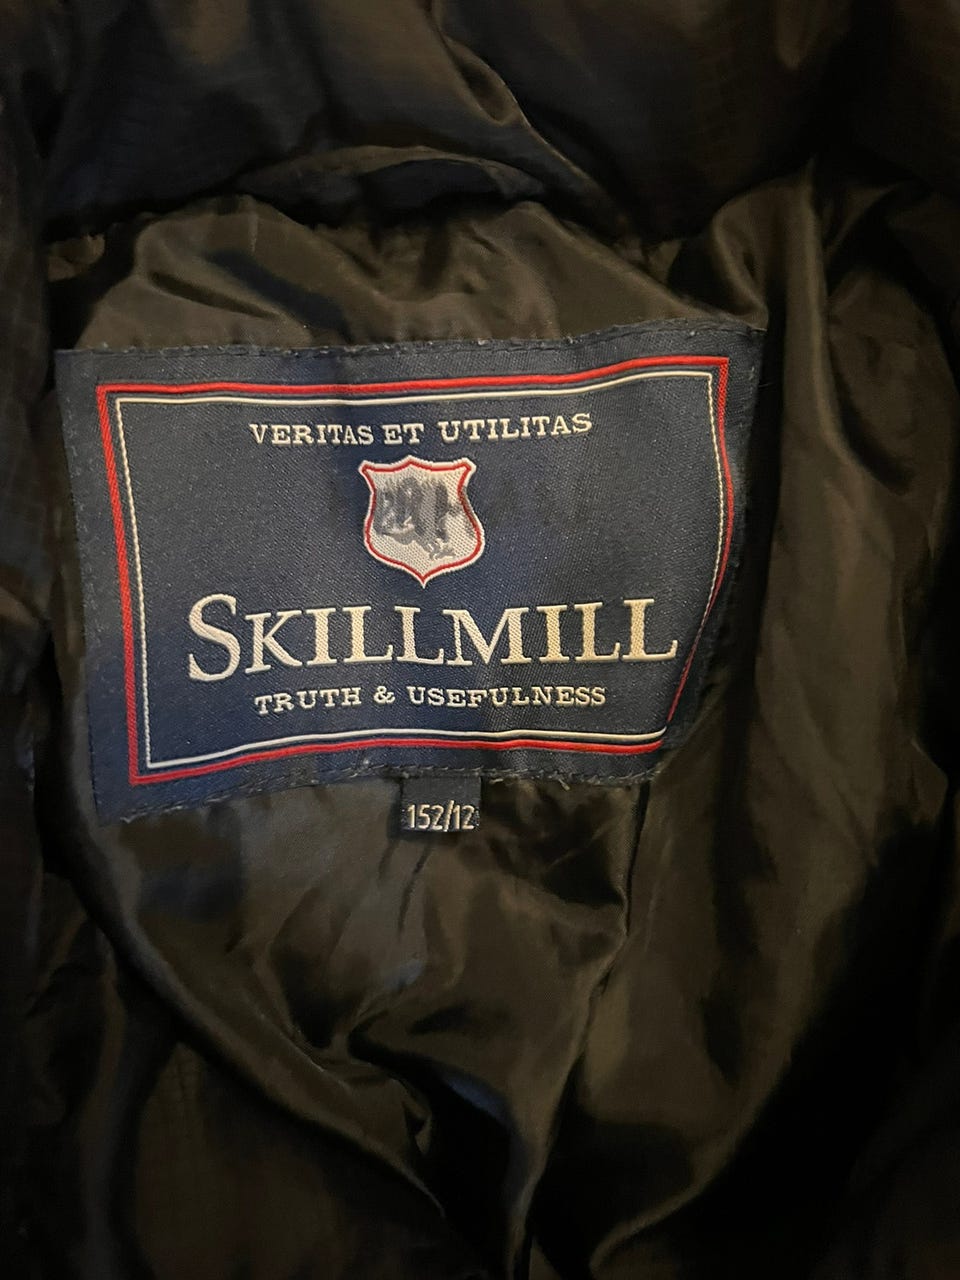 VERITAS ET UTILITAS
SKILLMILL
TRUTH & USEFULNESS
152/12